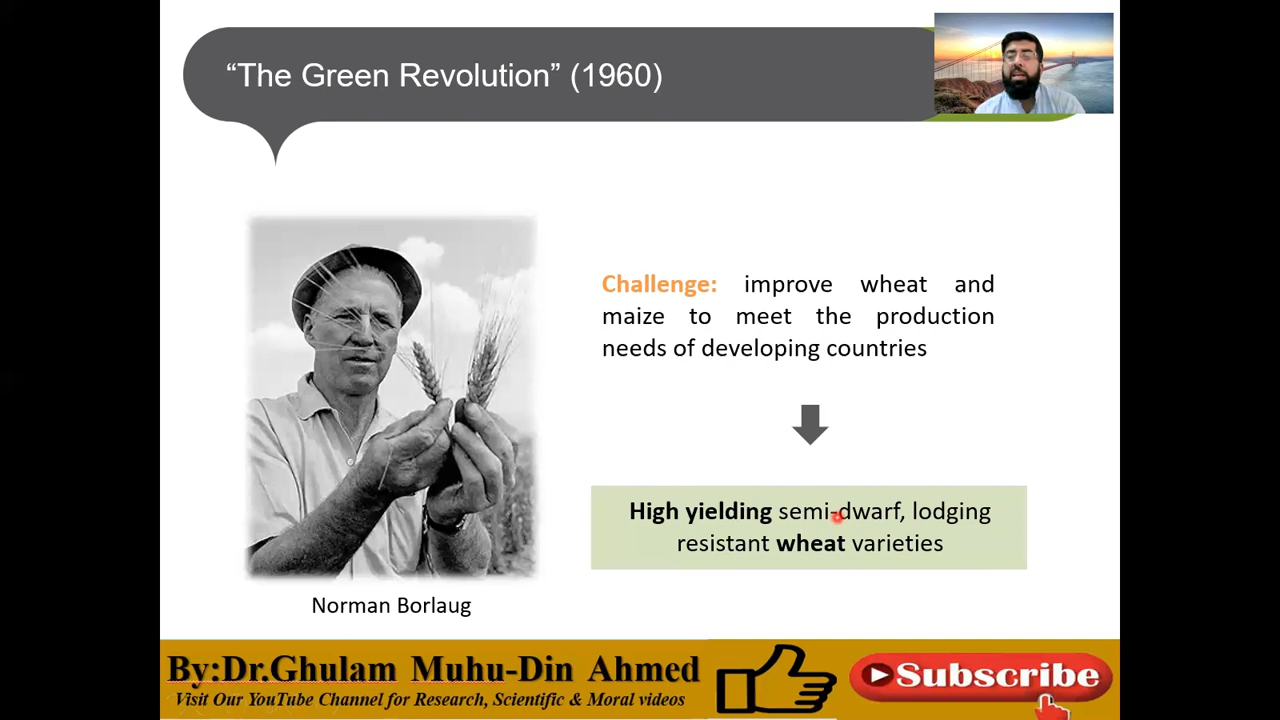 “The Green Revolution” (1960)
Challenge: improve wheat and
maize to meet the production
needs of developing countries
High yielding semi-dwarf, lodging
resistant wheat varieties
Norman Borlaug
By:Dr.Ghulam Muhu-Din Ahmed
Visit Our YouTube Channel for Research, Scientific & Moral videos
Subscribe